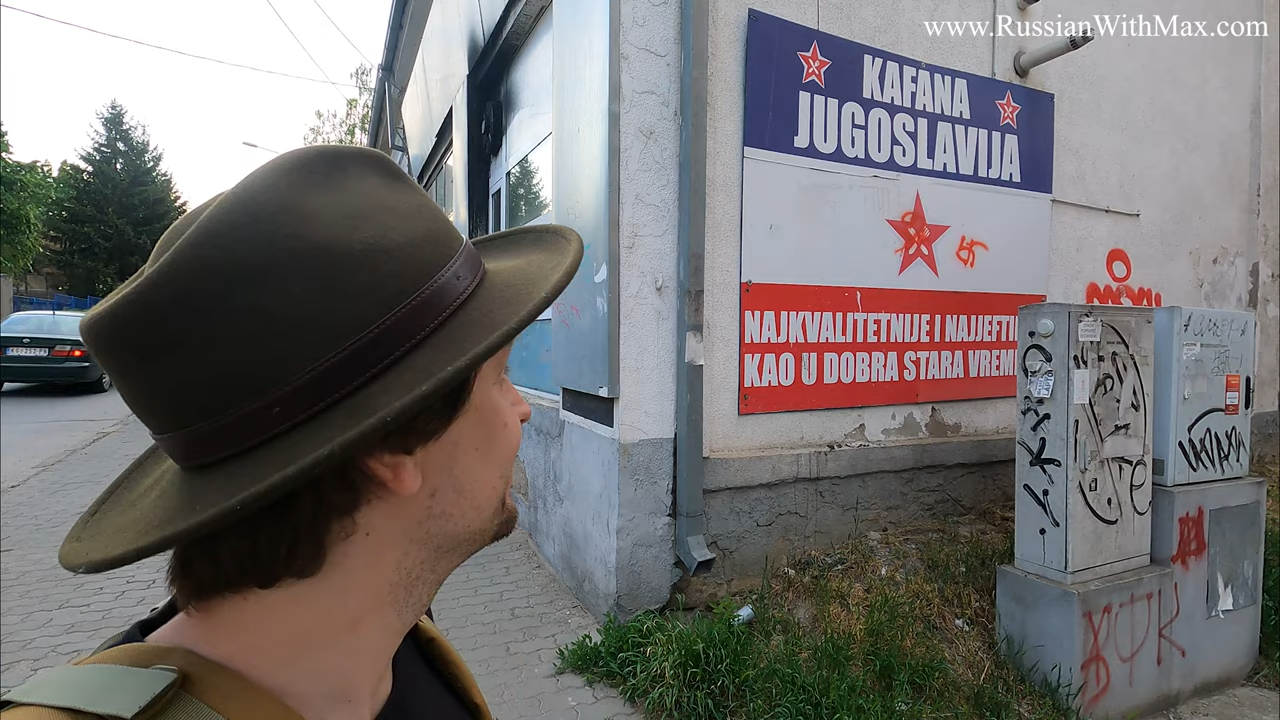 www.RussianWithMax.com
KAFANA
JUGOSLAVIJA
NAJKVALITETNIJE I NAJJEFTI
KAO U DOBRA STARA VREM